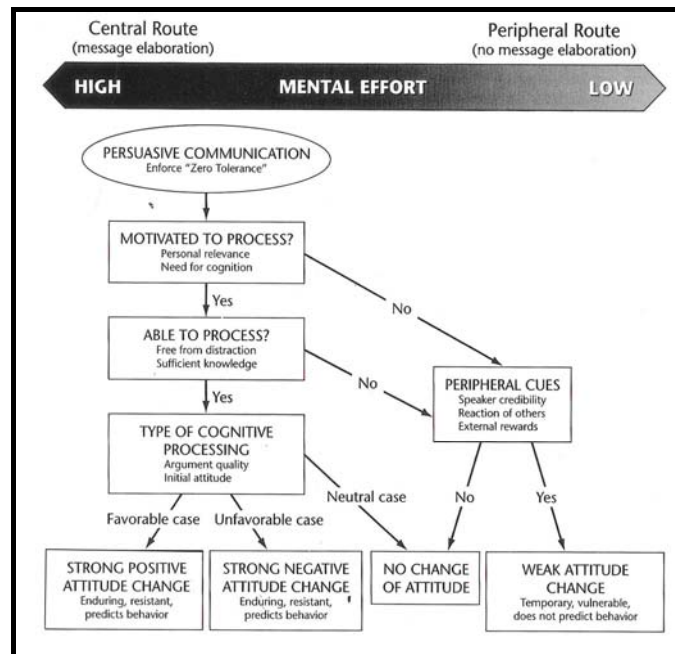 Central Route
(message elaboration)
Peripheral Route
(no message elaboration)
HIGH
MENTAL EFFORT
LOW
PERSUASIVE COMMUNICATION
Enforce "Zero Tolerance"
MOTIVATED TO PROCESS?
Personal relevance
Need for cognition
No
Yes
ABLE TO PROCESS?
Free from distraction
Sufficient knowledge
No
PERIPHERAL CUES
Speaker credibility
Reaction of others
External rewards
Yes
TYPE OF COGNITIVE
PROCESSING
Argument quality
Initial attitude
Neutral case
No
Yes
Favorable case
Unfavorable case
STRONG POSITIVE
ATTITUDE CHANGE
Enduring, resistant,
predicts behavior
STRONG NEGATIVE
ATTITUDE CHANGE
Enduring, resistant,
predicts behavior
NO CHANGE
OF ATTITUDE
WEAK ATTITUDE
CHANGE
Temporary, vulnerable,
does not predict behavior